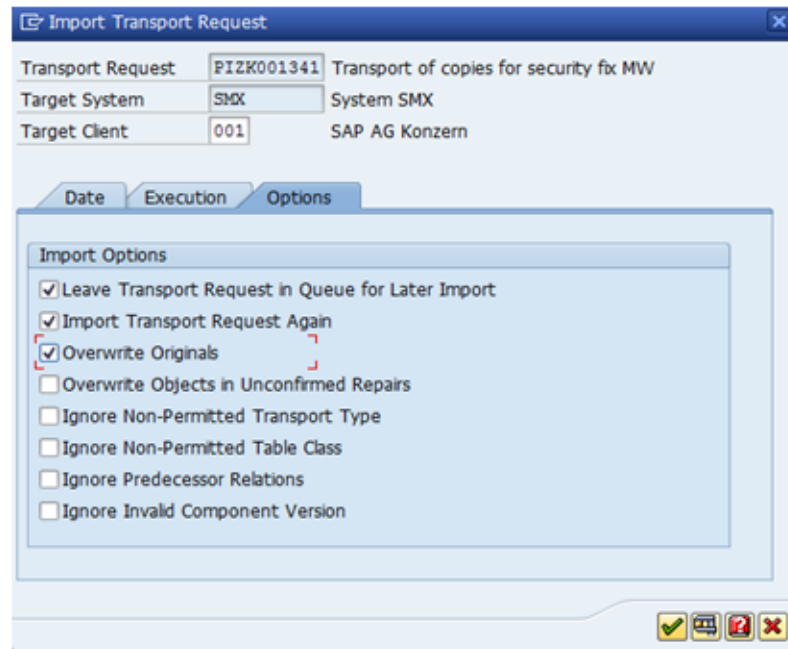 Import Transport Request
Transport Request PIZK001341 Transport of copies for security fix MW
Target System SMX System SMX
Target Client 001 SAP AG Konzern
Date Execution Options
Import Options
Leave Transport Request in Queue for Later Import
Import Transport Request Again
Overwrite Originals
Overwrite Objects in Unconfirmed Repairs
Ignore Non-Permitted Transport Type
Ignore Non-Permitted Table Class
Ignore Predecessor Relations
Ignore Invalid Component Version